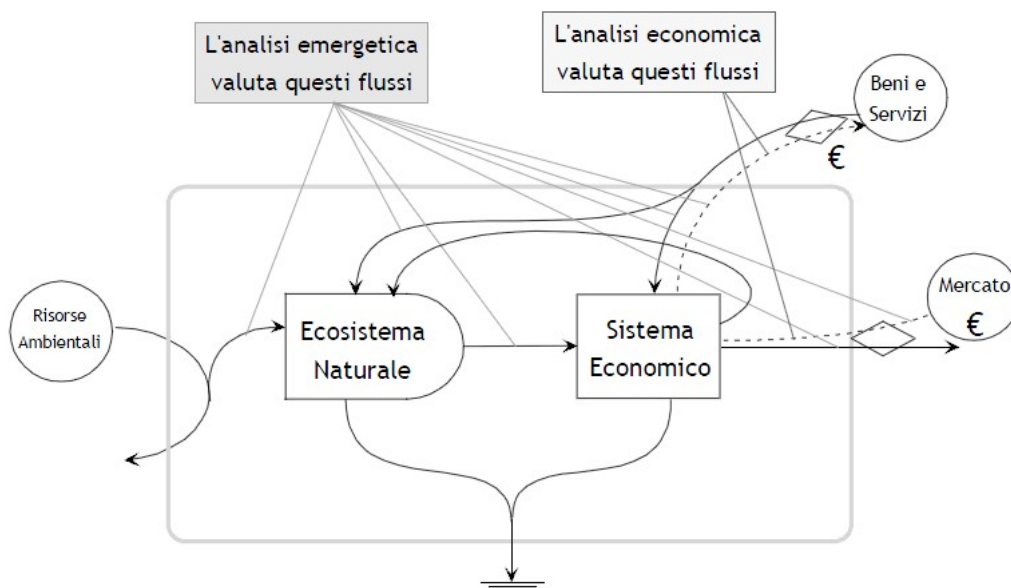 L'analisi emergetica
valuta questi flussi
L'analisi economica
valuta questi flussi
Beni e
Servizi
€
Risorse
Ambientali
Ecosistema
Naturale
Sistema
Economico
Mercato
€